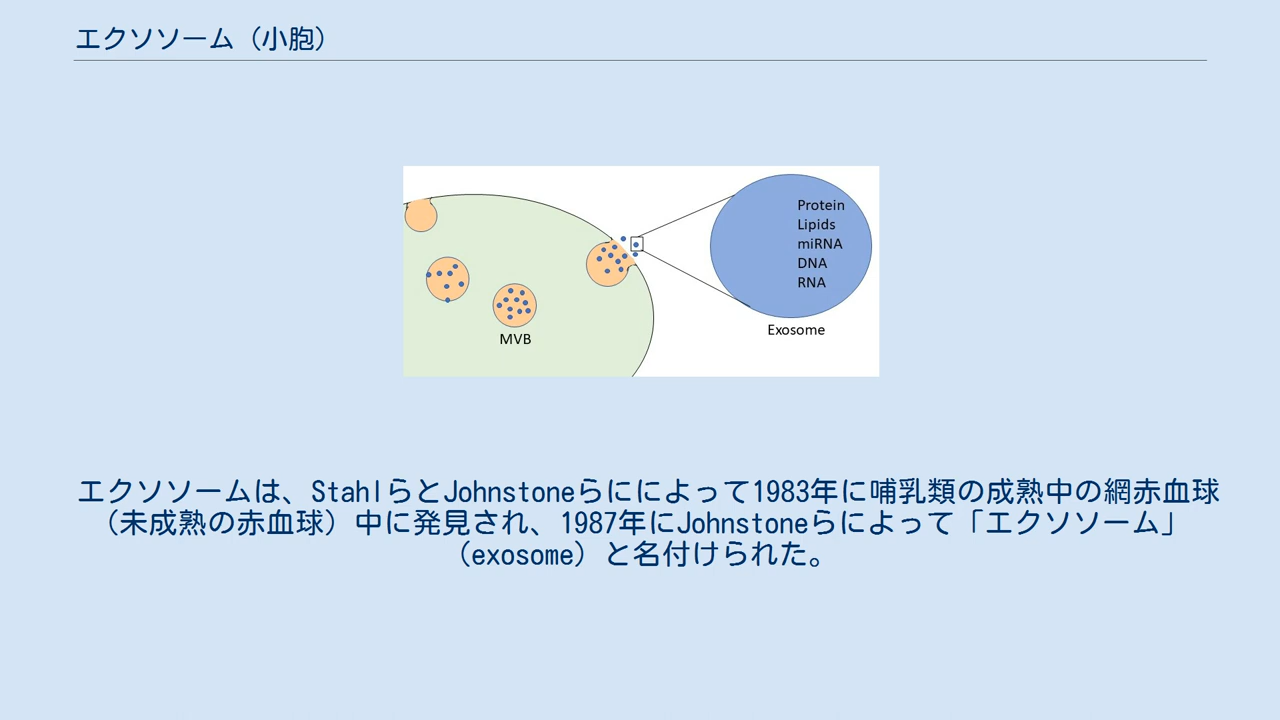 エクソソーム（小胞）
Protein
Lipids
miRNA
DNA
RNA
Exosome
MVB
エクソソームは、StahlらとJohnstoneらにによって1983年に哺乳類の成熟中の網赤血球
（未成熟の赤血球）中に発見され、1987年にJohnstoneらによって「エクソソーム」
（exosome）と名付けられた。